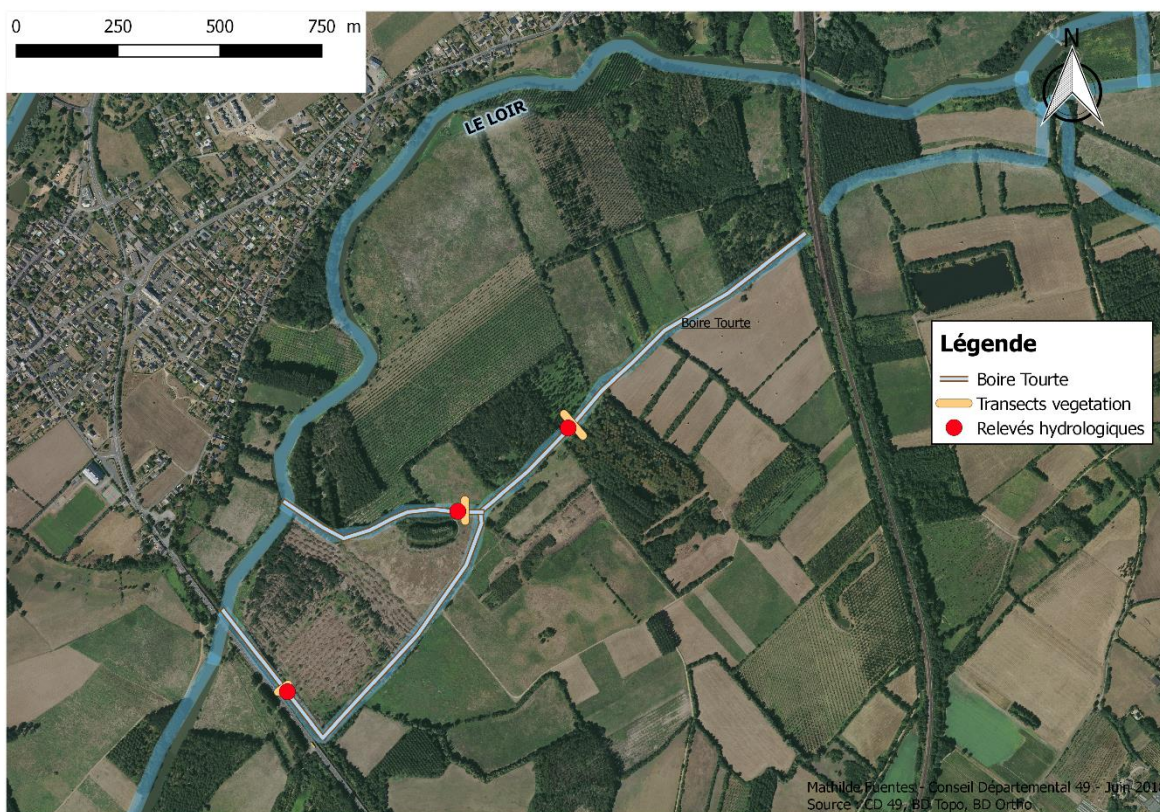 0 250 500 750 m
N
LE LOIR
Boire Tourte
Légende
Boire Tourte
Transects vegetation
Relevés hydrologiques
Mathilde Fuentes - Conseil Départemental 49 - Juin 2018
Source : CD 49, BD Topo, BD Ortho